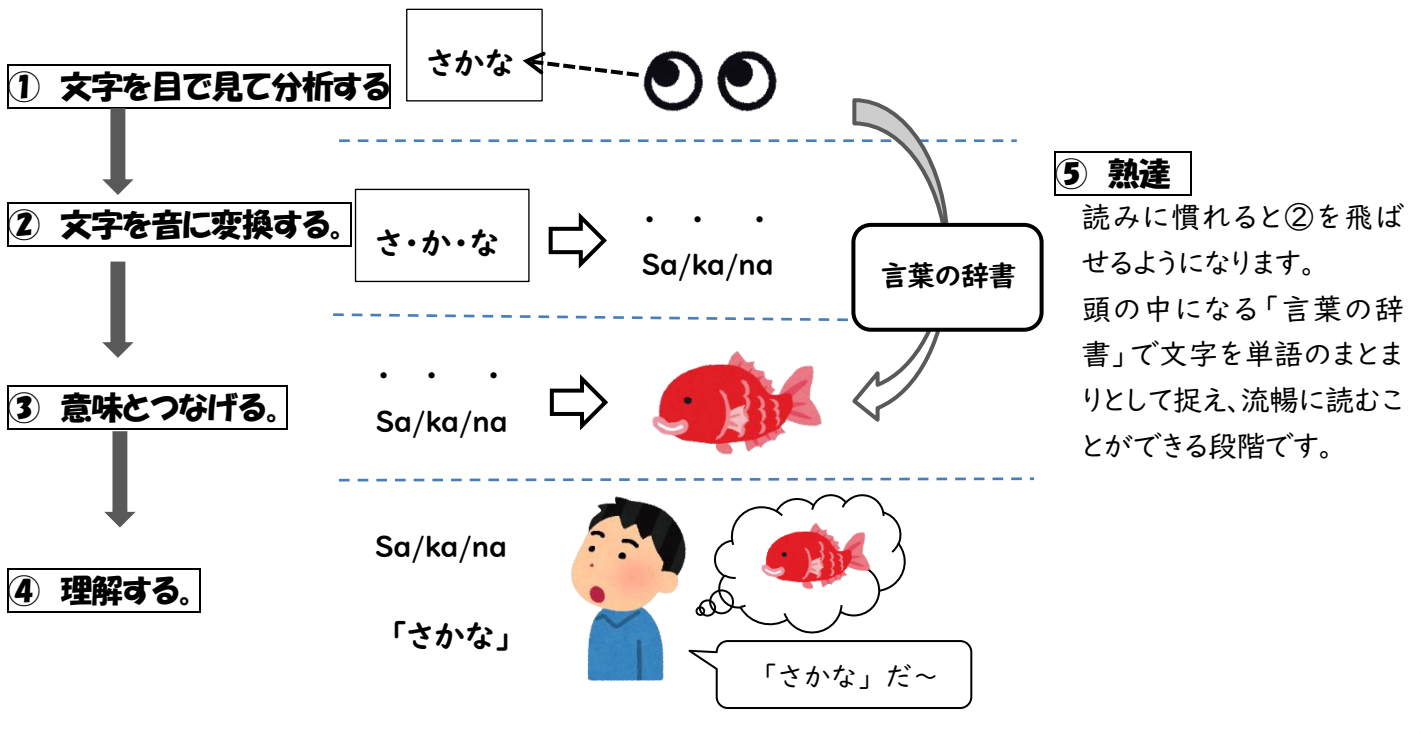 さかな
① 文字を目で見て分析する
② 文字を音に変換する。
さ・か・な
・ ・ ・
Sa/ka/na
言葉の辞書
③ 意味とつなげる。
・ ・ ・
Sa/ka/na
④ 理解する。
Sa/ka/na
「さかな」
「さかな」だ～
⑤ 熟達
読みに慣れると②を飛ば
せるようになります。
頭の中になる「言葉の辞
書」で文字を単語のまとま
りとして捉え、流暢に読むこ
とができる段階です。